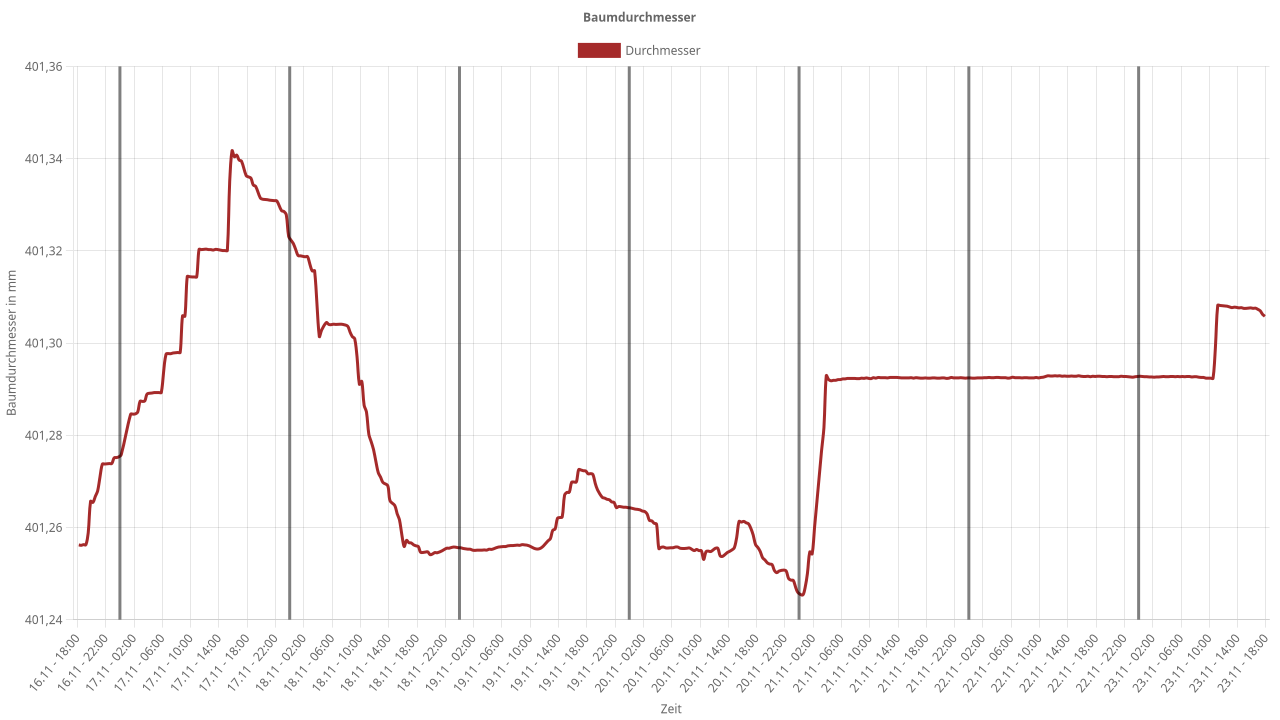 Baumdurchmesser
Durchmesser
401,36
401,34
401,32
401,30
401,28
401,26
401,24
Baumdurchmesser in mm
16.11 - 18:00
16.11 - 22:00
17.11 - 02:00
17.11 - 06:00
17.11 - 10:00
17.11 - 14:00
17.11 - 18:00
17.11 - 22:00
18.11 - 02:00
18.11 - 06:00
18.11 - 10:00
18.11 - 14:00
18.11 - 18:00
18.11 - 22:00
19.11 - 02:00
19.11 - 06:00
19.11 - 10:00
19.11 - 14:00
19.11 - 18:00
19.11 - 22:00
20.11 - 02:00
20.11 - 06:00
20.11 - 10:00
20.11 - 14:00
20.11 - 18:00
20.11 - 22:00
21.11 - 02:00
21.11 - 06:00
21.11 - 10:00
21.11 - 14:00
21.11 - 18:00
21.11 - 22:00
22.11 - 02:00
22.11 - 06:00
22.11 - 10:00
22.11 - 14:00
22.11 - 18:00
22.11 - 22:00
23.11 - 02:00
23.11 - 06:00
23.11 - 10:00
23.11 - 14:00
23.11 - 18:00
Zeit